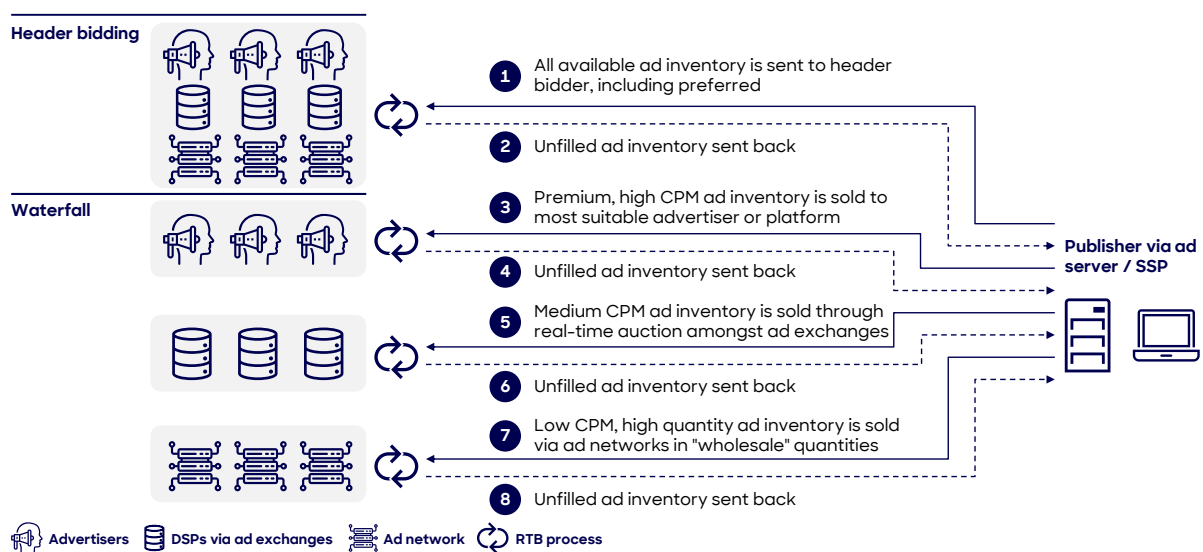 Header bidding
1
All available ad inventory is sent to header
bidder, including preferred
2
Unfilled ad inventory sent back
Waterfall
3
Premium, high CPM ad inventory is sold to
most suitable advertiser or platform
4
Unfilled ad inventory sent back
Publisher via ad
server / SSP
5
Medium CPM ad inventory is sold through
real-time auction amongst ad exchanges
6
Unfilled ad inventory sent back
7
Low CPM, high quantity ad inventory is sold
via ad networks in "wholesale" quantities
8
Unfilled ad inventory sent back
Advertisers
DSPs via ad exchanges
Ad network
RTB process